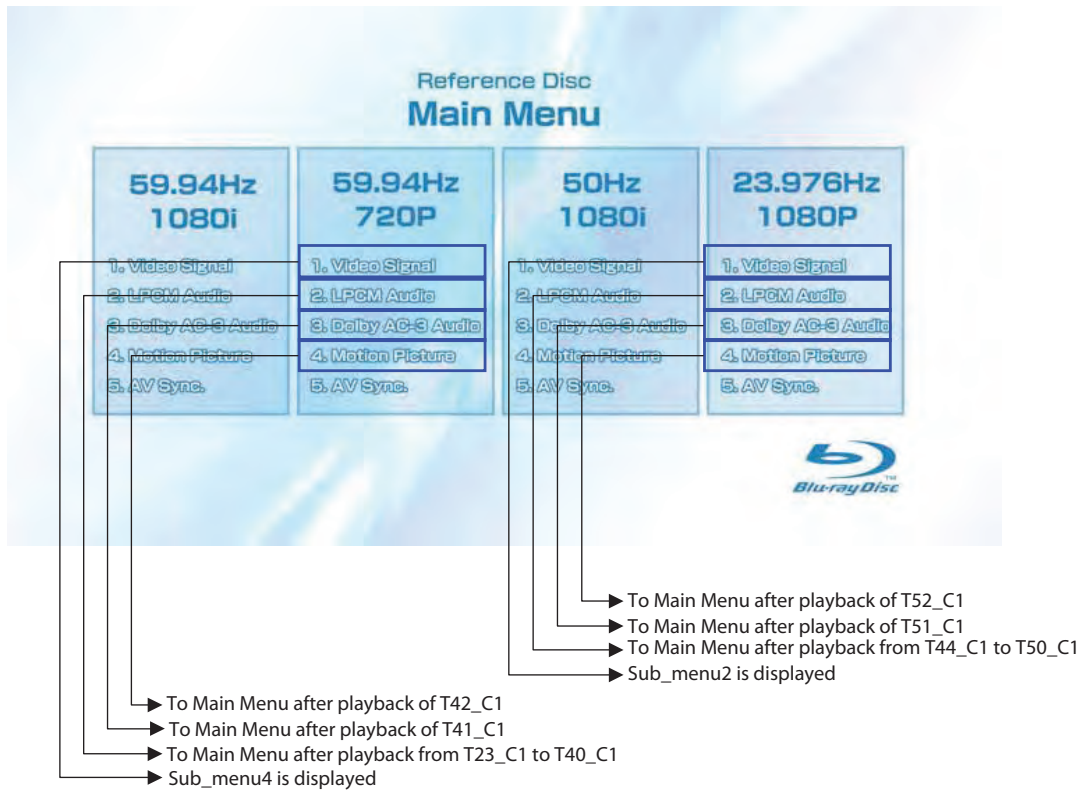 Reference Disc
Main Menu
59.94Hz
1080i
1. Video Signal
2. LPCM Audio
3. Dolby AC-3 Audio
4. Motion Picture
5. AV Sync.
59.94Hz
720P
1. Video Signal
2. LPCM Audio
3. Dolby AC-3 Audio
4. Motion Picture
5. AV Sync.
50Hz
1080i
1. Video Signal
2. LPCM Audio
3. Dolby AC-3 Audio
4. Motion Picture
5. AV Sync.
23.976Hz
1080P
1. Video Signal
2. LPCM Audio
3. Dolby AC-3 Audio
4. Motion Picture
5. AV Sync.
Blu-ray Disc™
To Main Menu after playback of T52_C1
To Main Menu after playback of T51_C1
To Main Menu after playback from T44_C1 to T50_C1
Sub_menu2 is displayed
To Main Menu after playback of T42_C1
To Main Menu after playback of T41_C1
To Main Menu after playback from T23_C1 to T40_C1
Sub_menu4 is displayed